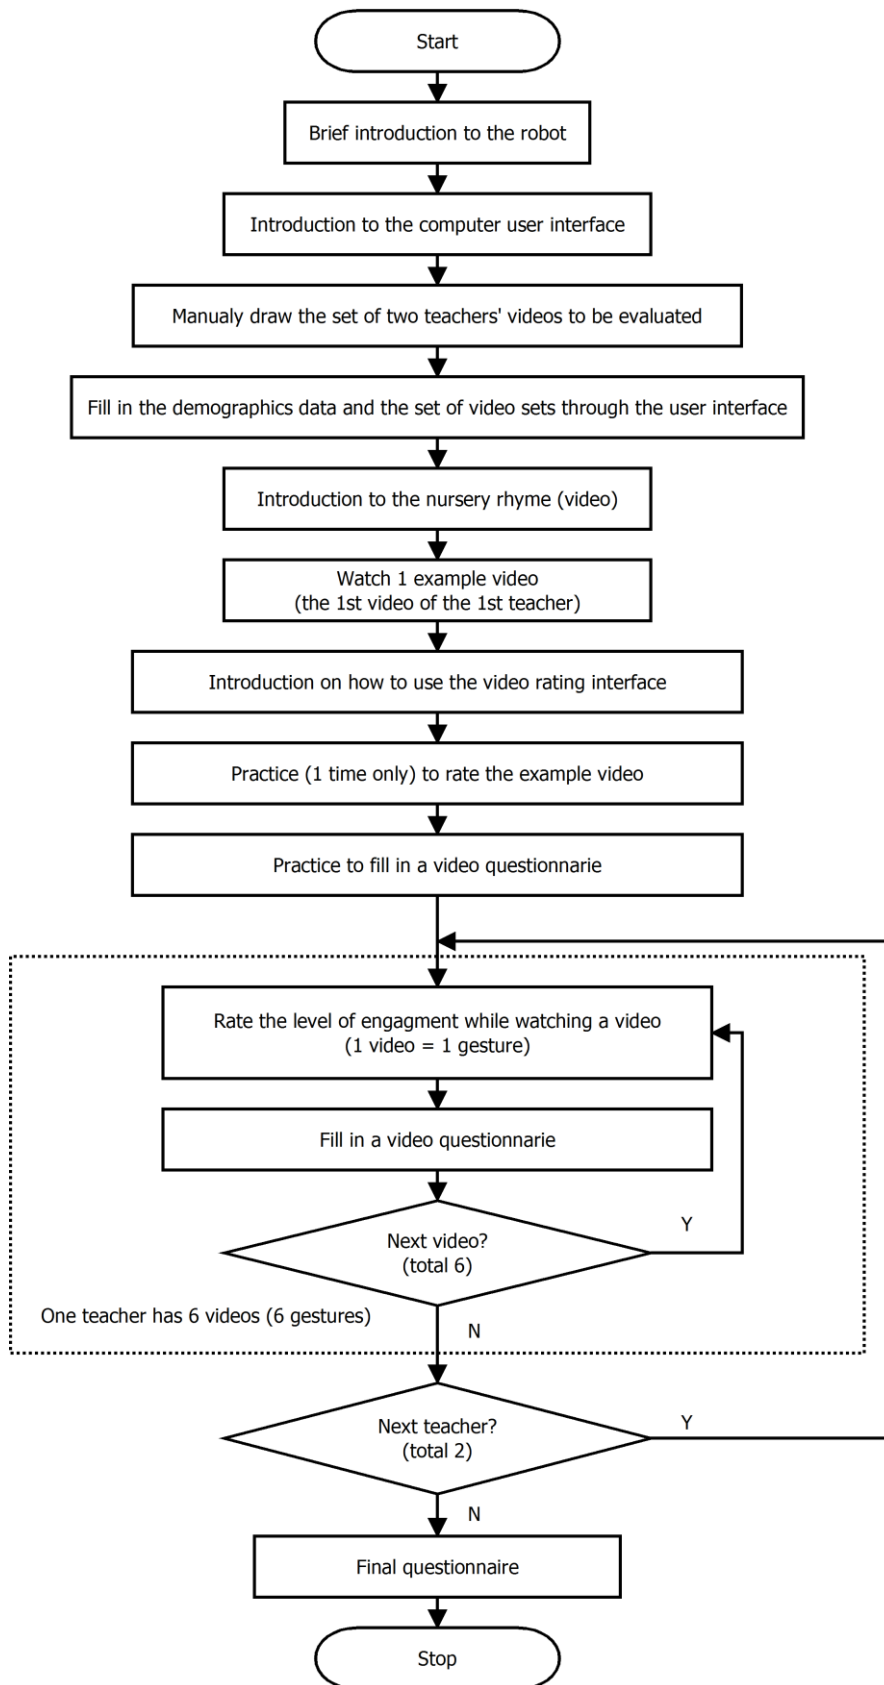 Start
Brief introduction to the robot
Introduction to the computer user interface
Manualy draw the set of two teachers' videos to be evaluated
Fill in the demographics data and the set of video sets through the user interface
Introduction to the nursery rhyme (video)
Watch 1 example video
(the 1st video of the 1st teacher)
Introduction on how to use the video rating interface
Practice (1 time only) to rate the example video
Practice to fill in a video questionnarie
Rate the level of engagment while watching a video
(1 video = 1 gesture)
Fill in a video questionnarie
Next video?
(total 6)
Y
One teacher has 6 videos (6 gestures)
N
Next teacher?
(total 2)
Y
N
Final questionnaire
Stop